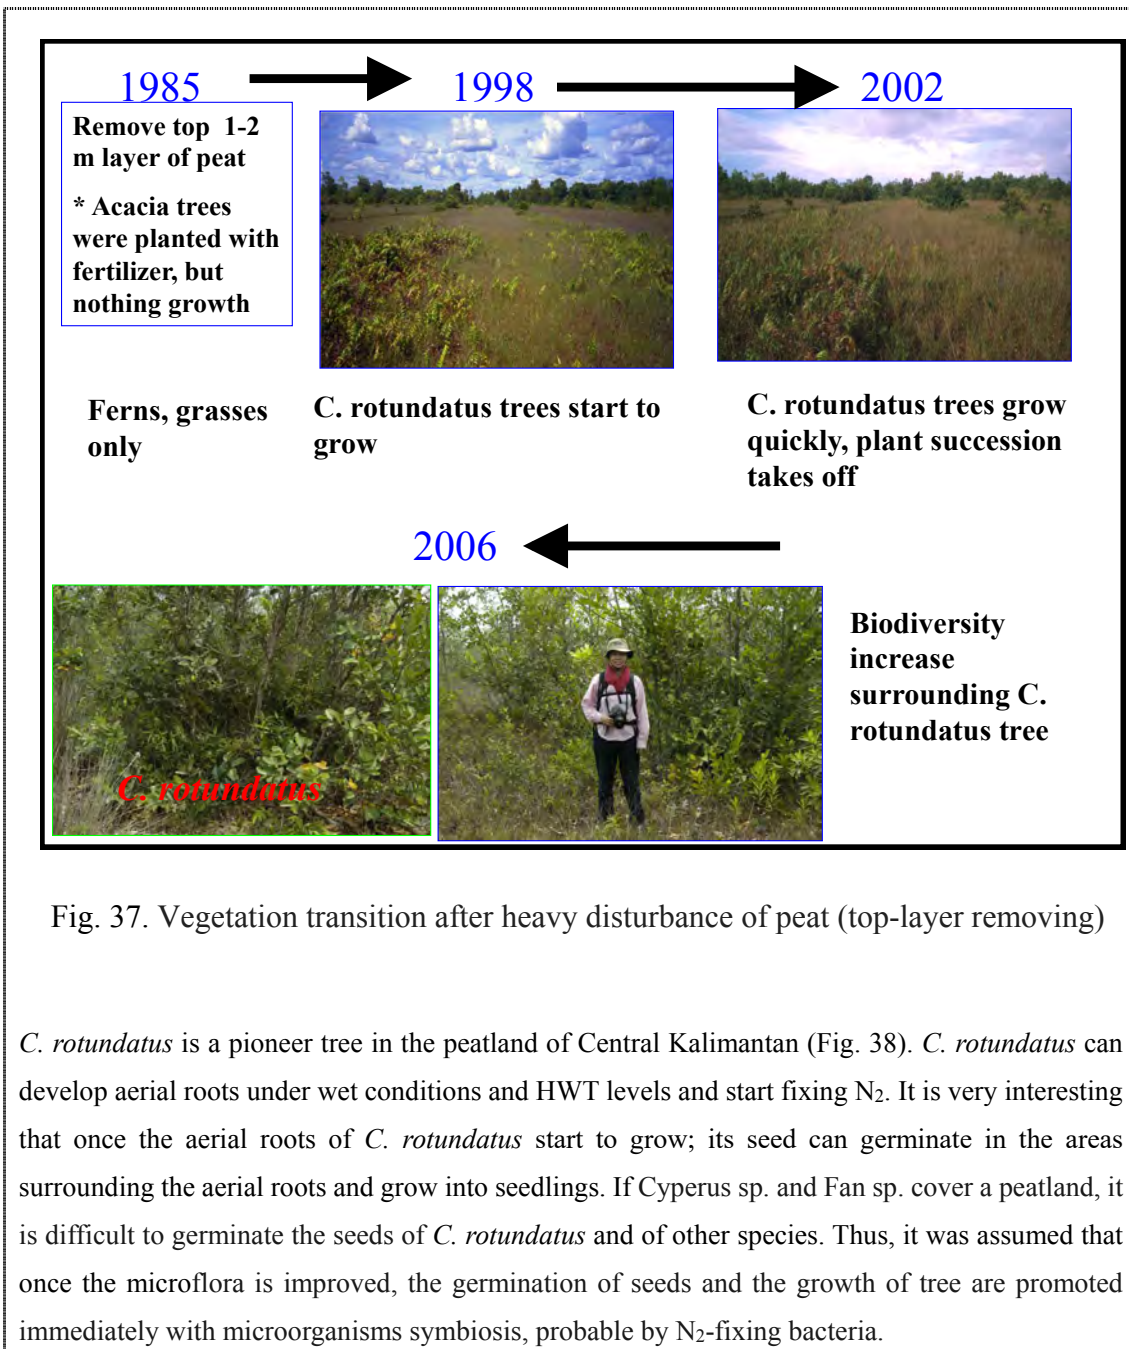 1985
1998
2002
Remove top 1-2
m layer of peat
* Acacia trees
were planted with
fertilizer, but
nothing growth
Ferns, grasses
only
C. rotundatus trees start to
grow
C. rotundatus trees grow
quickly, plant succession
takes off
2006
C. rotundatus
Biodiversity
increase
surrounding C.
rotundatus tree
Fig. 37. Vegetation transition after heavy disturbance of peat (top-layer removing)
C. rotundatus is a pioneer tree in the peatland of Central Kalimantan (Fig. 38). C. rotundatus can
develop aerial roots under wet conditions and HWT levels and start fixing N₂. It is very interesting
that once the aerial roots of C. rotundatus start to grow; its seed can germinate in the areas
surrounding the aerial roots and grow into seedlings. If Cyperus sp. and Fan sp. cover a peatland, it
is difficult to germinate the seeds of C. rotundatus and of other species. Thus, it was assumed that
once the microflora is improved, the germination of seeds and the growth of tree are promoted
immediately with microorganisms symbiosis, probable by N₂-fixing bacteria.